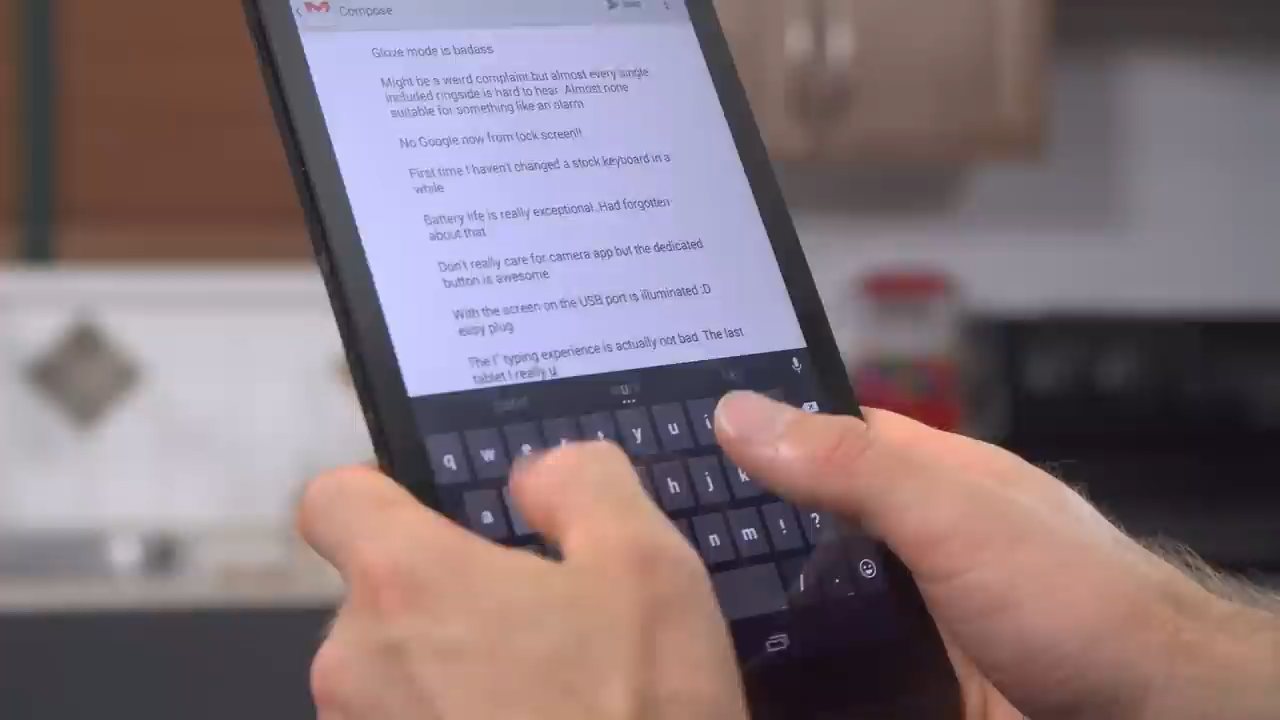 Compose
Gloze mode is badass
Might be a weird complaint but almost every single
included ringside is hard to hear. Almost none
suitable for something like an alarm
No Google now from lock screen!!
First time I haven't changed a stock keyboard in a
while
Battery life is really exceptional. Had forgotten
about that
Don't really care for camera app but the dedicated
button is awesome
With the screen on the USB port is illuminated :D
easy plug
The typing experience is actually not bad. The last
tablet I really u
q w e t y u i
a h j k
n m ! ?
/ .